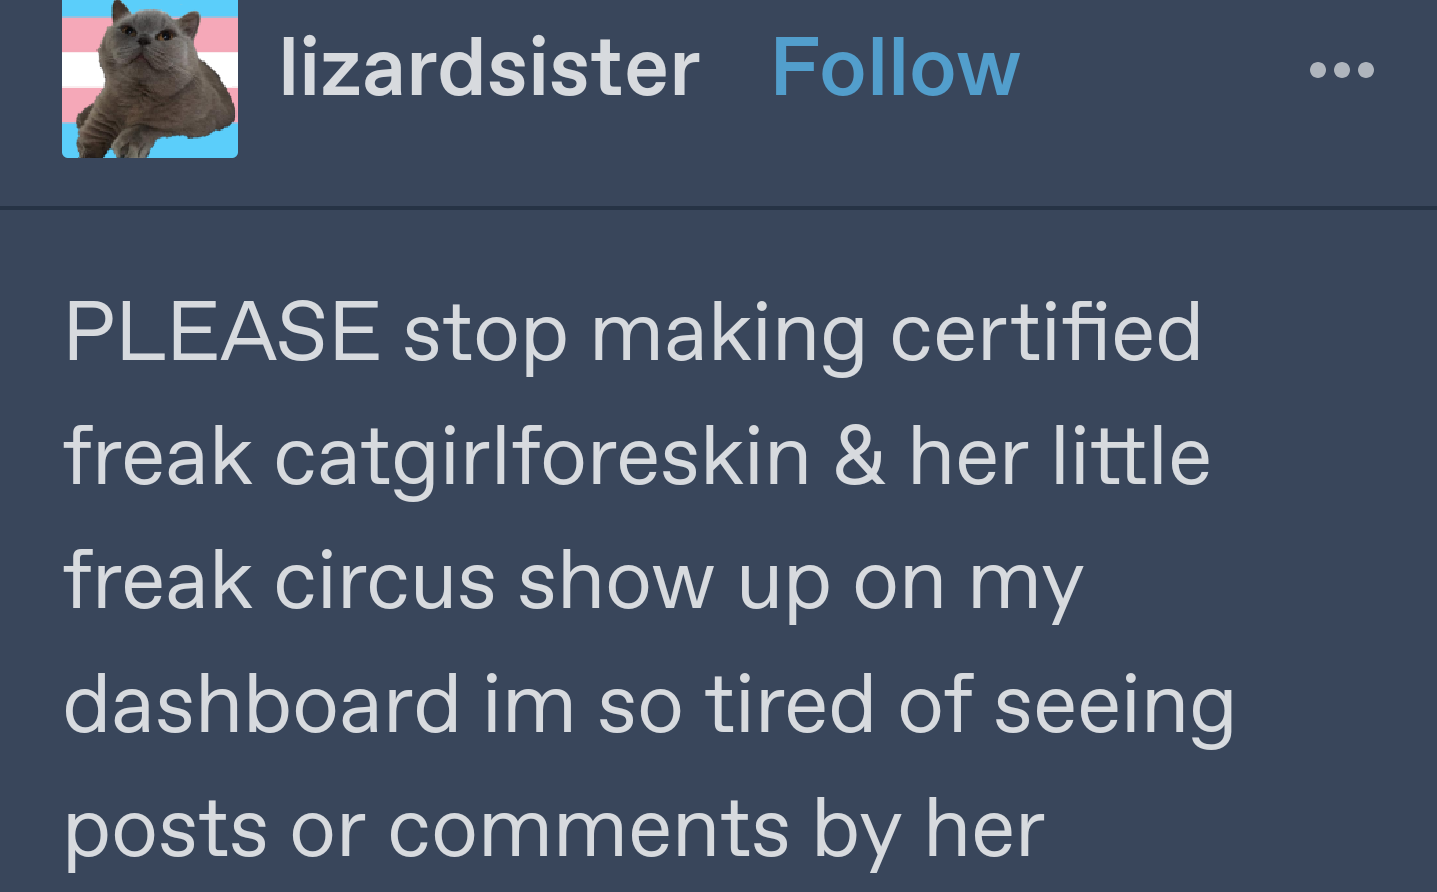 lizardsister Follow
PLEASE stop making certified
freak catgirlforeskin & her little
freak circus show up on my
dashboard im so tired of seeing
posts or comments by her